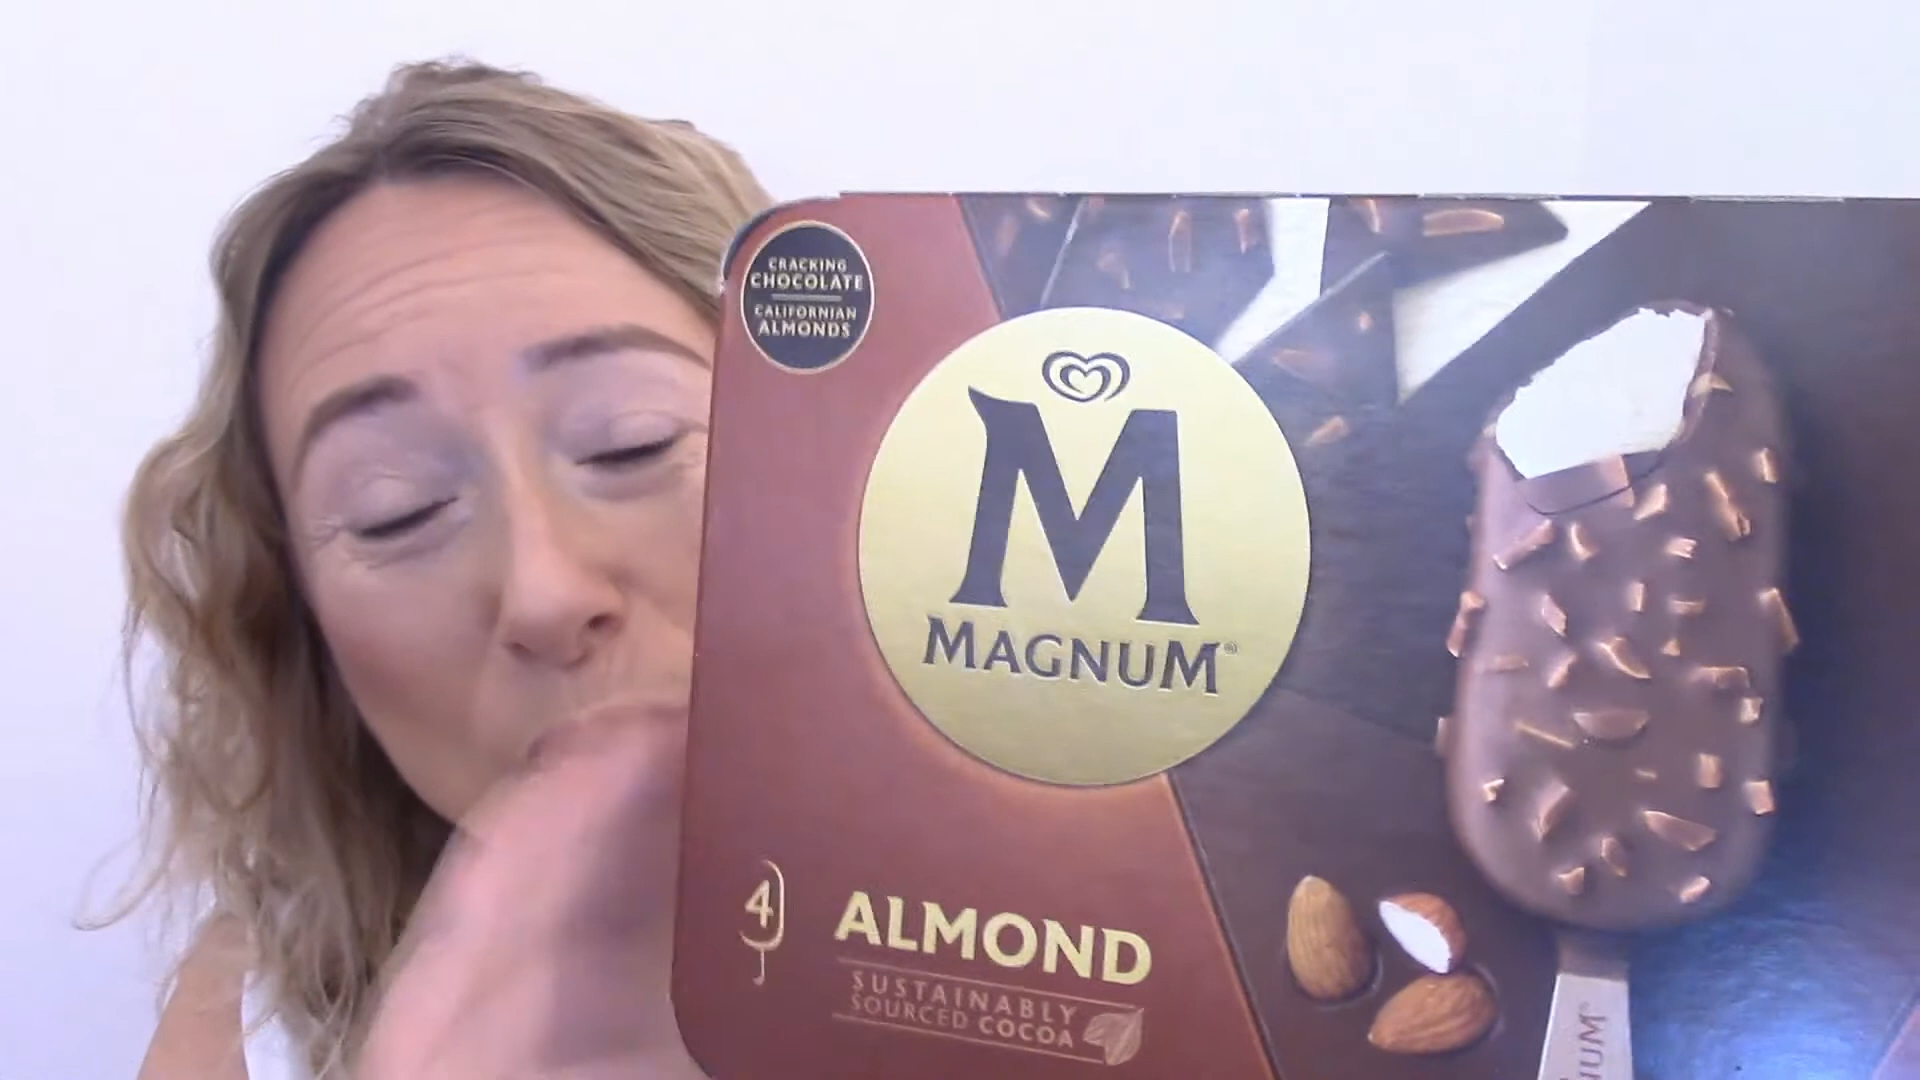 CRACKING
CHOCOLATE
CALIFORNIAN
ALMONDS
M
MAGNUM®
4
ALMOND
SUSTAINABLY
SOURCED COCOA